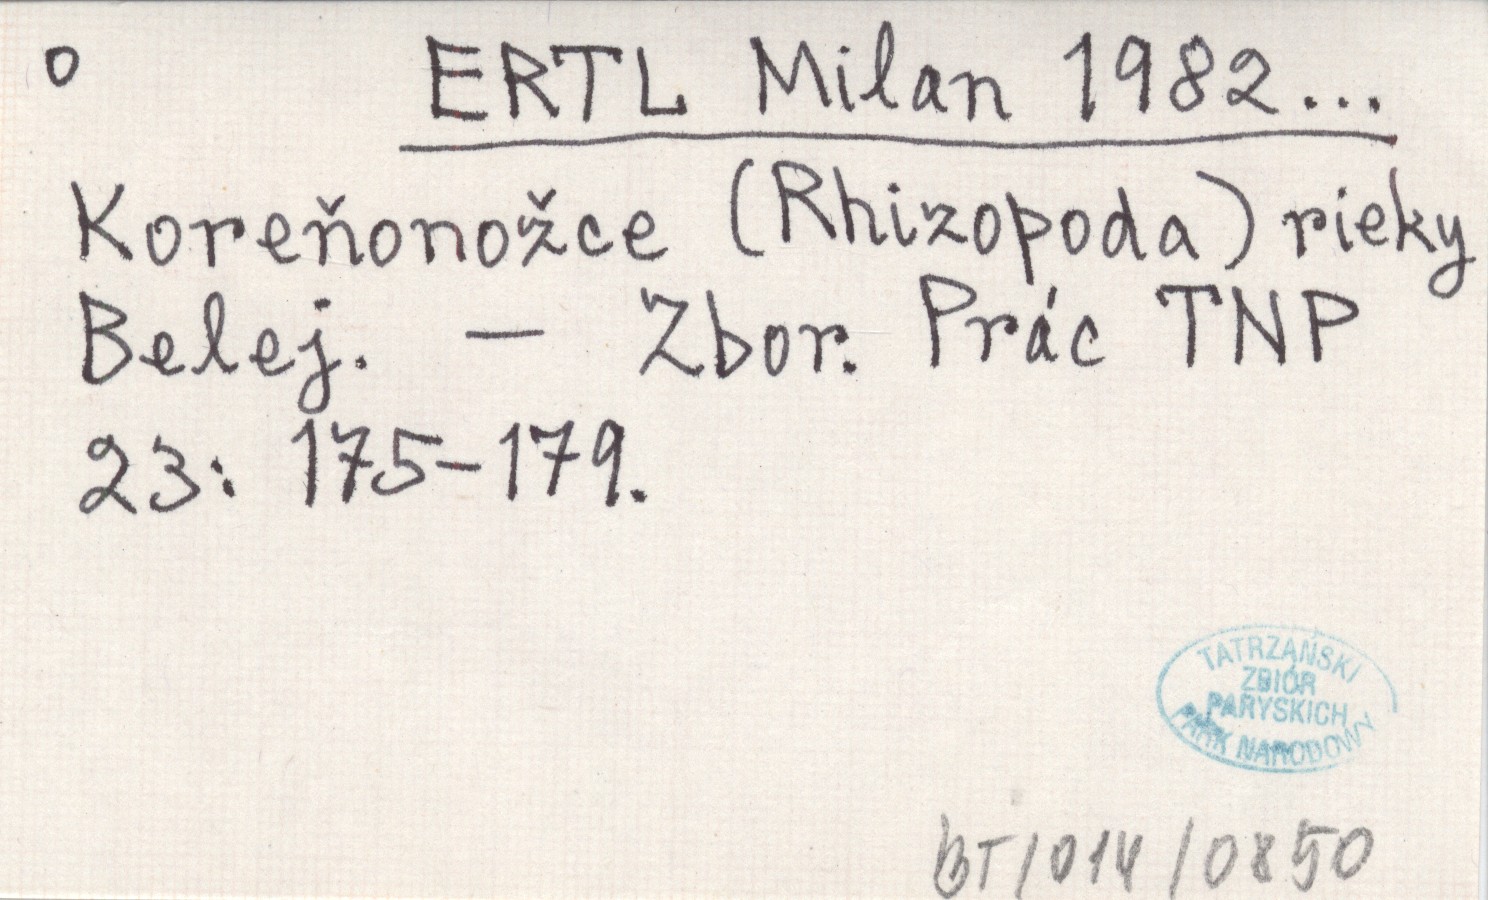 o ERTL Milan 1982...
Koreňonožce (Rhizopoda) rieky
Belej. — Zbor. Prác TNP
23: 175-179.
TATRZAŃSKI
ZBIÓR
PARYSKICH
PARK NARODOWY
BT/014/0850